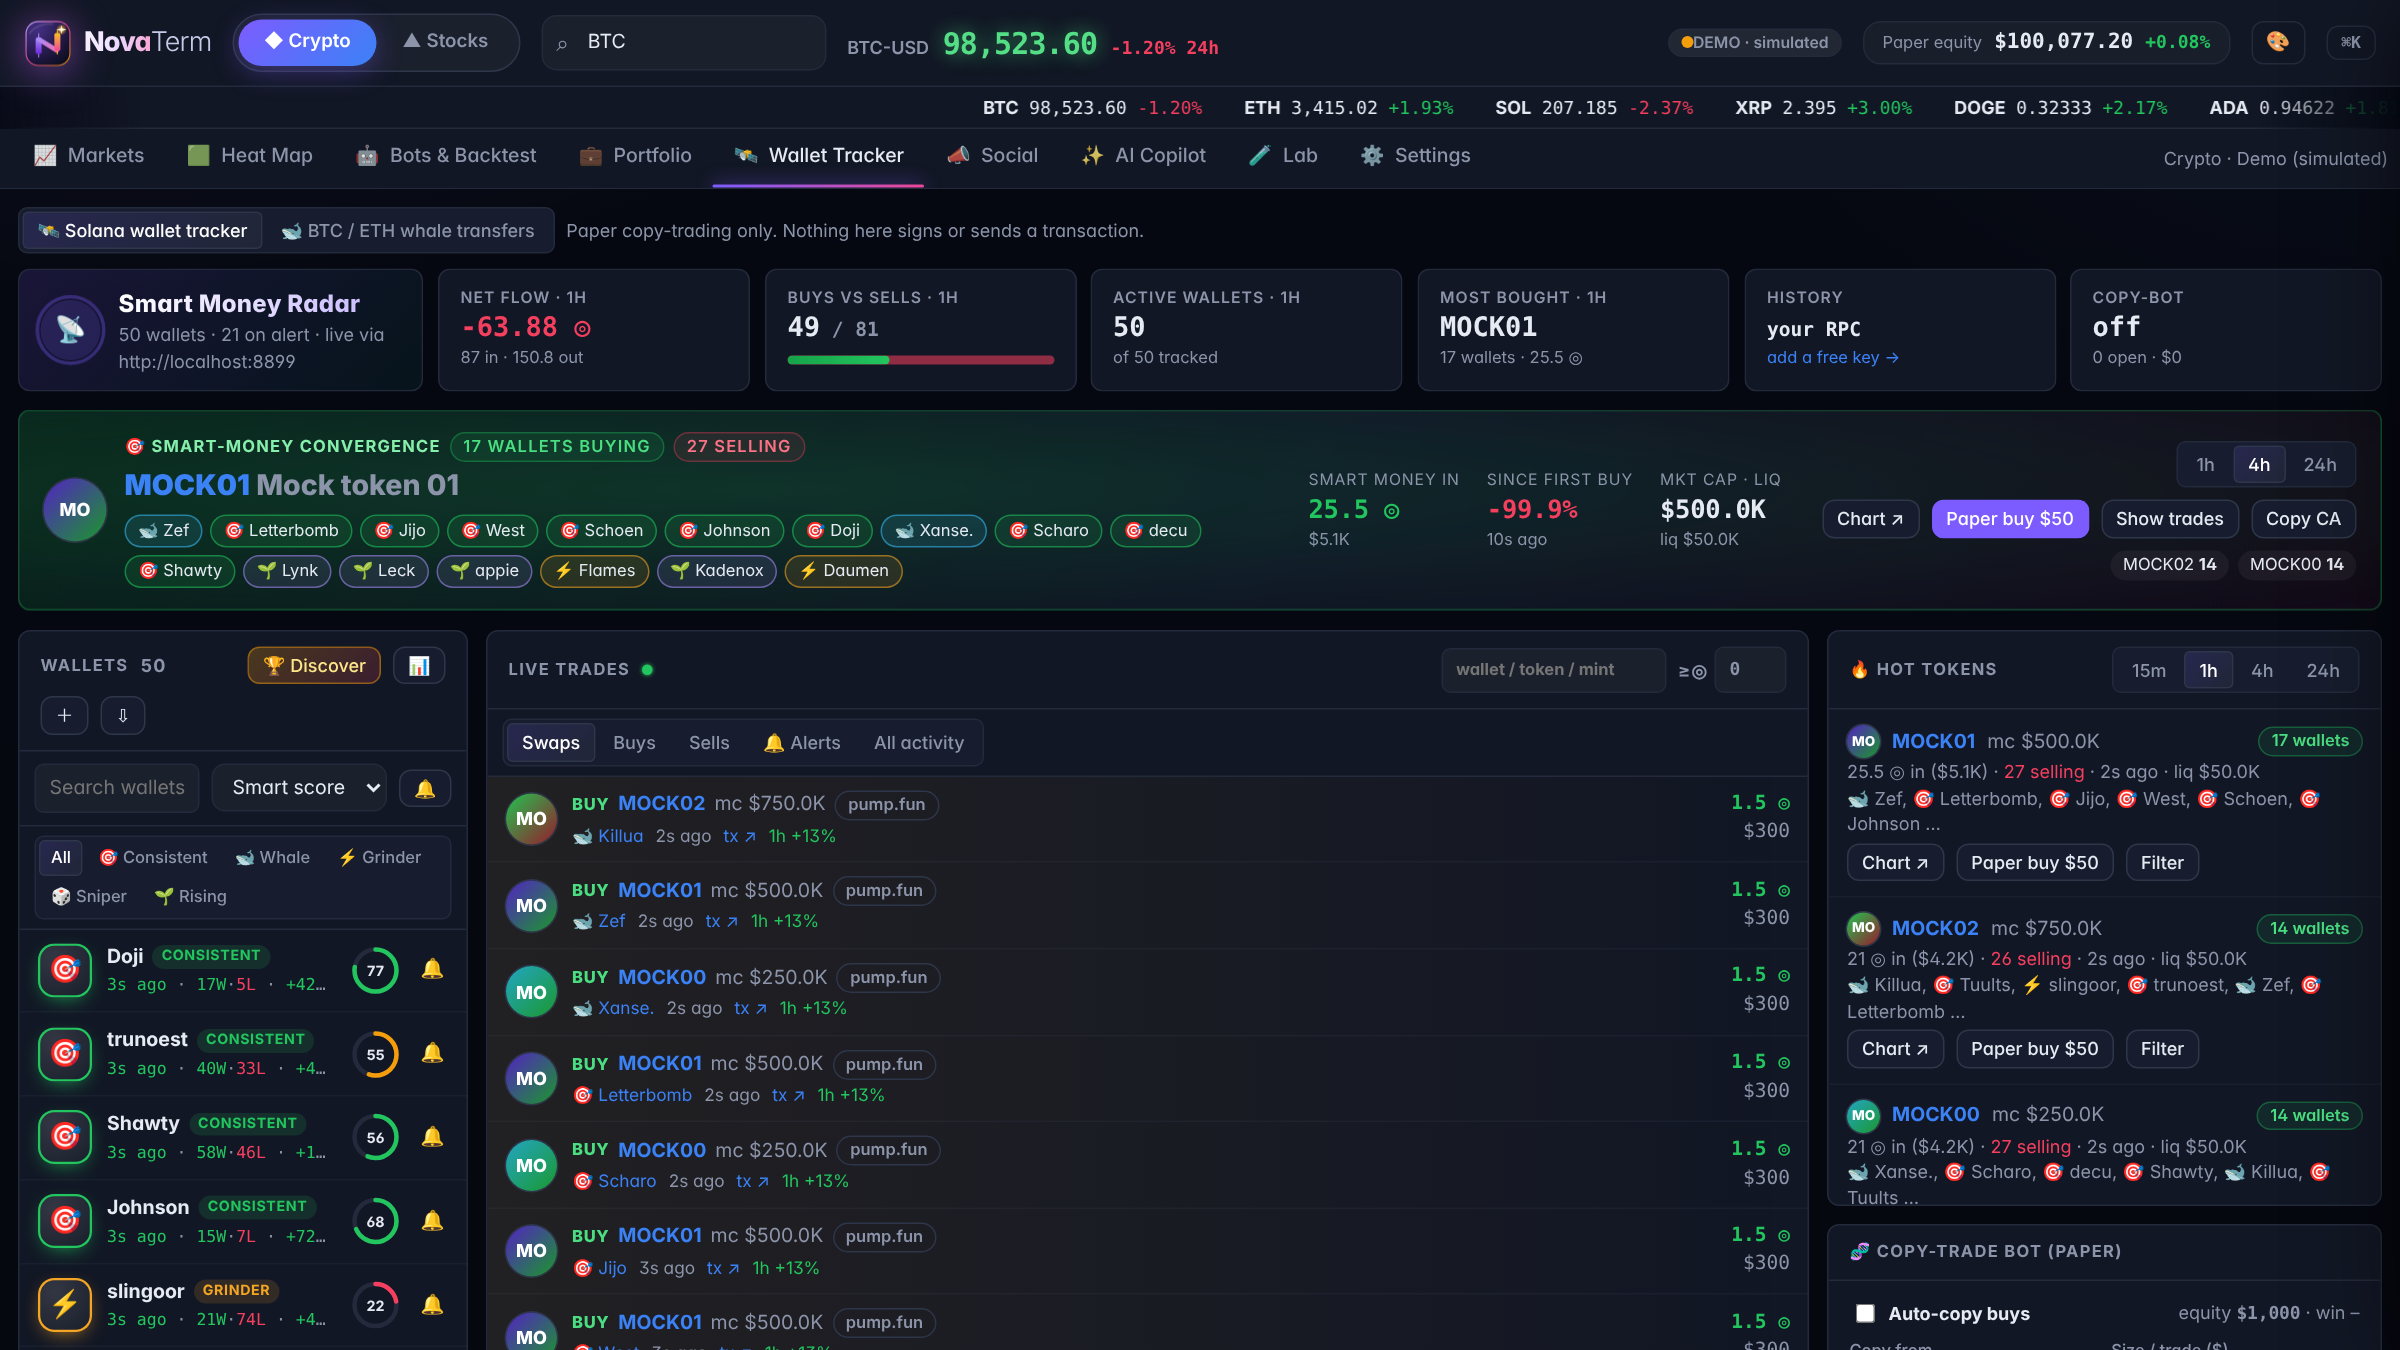 NovaTerm
Crypto
Stocks
BTC
BTC-USD 98,523.60 -1.20% 24h
DEMO · simulated
Paper equity $100,077.20 +0.08%
⌘K
BTC 98,523.60 -1.20% ETH 3,415.02 +1.93% SOL 207.185 -2.37% XRP 2.395 +3.00% DOGE 0.32333 +2.17% ADA 0.94622 +1.8
Markets Heat Map Bots & Backtest Portfolio Wallet Tracker Social AI Copilot Lab Settings
Crypto · Demo (simulated)
Solana wallet tracker BTC / ETH whale transfers Paper copy-trading only. Nothing here signs or sends a transaction.
Smart Money Radar
50 wallets · 21 on alert · live via
http://localhost:8899
NET FLOW · 1H
-63.88 ◎
87 in · 150.8 out
BUYS VS SELLS · 1H
49 / 81
ACTIVE WALLETS · 1H
50
of 50 tracked
MOST BOUGHT · 1H
MOCK01
17 wallets · 25.5 ◎
HISTORY
your RPC
add a free key →
COPY-BOT
off
0 open · $0
SMART-MONEY CONVERGENCE 17 WALLETS BUYING 27 SELLING
MO
MOCK01 Mock token 01
Zef Letterbomb Jijo West Schoen Johnson Doji Xanse. Scharo decu
Shawty Lynk Leck appie Flames Kadenox Daumen
SMART MONEY IN
25.5 ◎
$5.1K
SINCE FIRST BUY
-99.9%
10s ago
MKT CAP · LIQ
$500.0K
liq $50.0K
1h 4h 24h
Chart ↗ Paper buy $50 Show trades Copy CA
MOCK02 14 MOCK00 14
WALLETS 50
Discover
+ ⇩
Search wallets
Smart score
All Consistent Whale Grinder
Sniper Rising
Doji CONSISTENT
3s ago · 17W·5L · +42…
77
trunoest CONSISTENT
3s ago · 40W·33L · +4…
55
Shawty CONSISTENT
3s ago · 58W·46L · +1…
56
Johnson CONSISTENT
3s ago · 15W·7L · +72…
68
slingoor GRINDER
3s ago · 21W·74L · +4…
22
LIVE TRADES
wallet / token / mint
≥◎ 0
Swaps Buys Sells Alerts All activity
MO BUY MOCK02 mc $750.0K pump.fun 1.5 ◎
Killua 2s ago tx ↗ 1h +13% $300
MO BUY MOCK01 mc $500.0K pump.fun 1.5 ◎
Zef 2s ago tx ↗ 1h +13% $300
MO BUY MOCK00 mc $250.0K pump.fun 1.5 ◎
Xanse. 2s ago tx ↗ 1h +13% $300
MO BUY MOCK01 mc $500.0K pump.fun 1.5 ◎
Letterbomb 2s ago tx ↗ 1h +13% $300
MO BUY MOCK00 mc $250.0K pump.fun 1.5 ◎
Scharo 2s ago tx ↗ 1h +13% $300
MO BUY MOCK01 mc $500.0K pump.fun 1.5 ◎
Jijo 3s ago tx ↗ 1h +13% $300
MO BUY MOCK01 mc $500.0K pump.fun 1.5 ◎
HOT TOKENS
15m 1h 4h 24h
MO MOCK01 mc $500.0K 17 wallets
25.5 ◎ in ($5.1K) · 27 selling · 2s ago · liq $50.0K
Zef, Letterbomb, Jijo, West, Schoen,
Johnson ...
Chart ↗ Paper buy $50 Filter
MO MOCK02 mc $750.0K 14 wallets
21 ◎ in ($4.2K) · 26 selling · 2s ago · liq $50.0K
Killua, Tuults, slingoor, trunoest, Zef,
Letterbomb ...
Chart ↗ Paper buy $50 Filter
MO MOCK00 mc $250.0K 14 wallets
21 ◎ in ($4.2K) · 27 selling · 2s ago · liq $50.0K
Xanse., Scharo, decu, Shawty, Killua,
Tuults ...
COPY-TRADE BOT (PAPER)
Auto-copy buys
equity $1,000 · win –